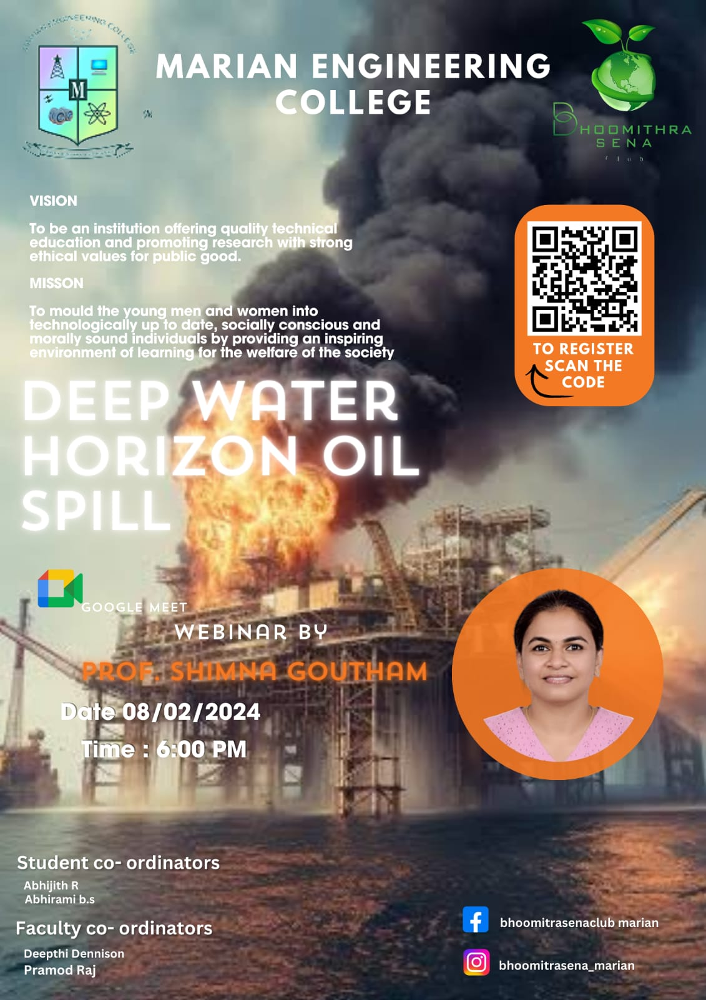 MARIAN ENGINEERING COLLEGE
MARIAN ENGINEERING
COLLEGE
M
BHOOMITHRA
SENA
club
VISION
To be an institution offering quality technical
education and promoting research with strong
ethical values for public good.
MISSON
To mould the young men and women into
technologically up to date, socially conscious and
morally sound individuals by providing an inspiring
environment of learning for the welfare of the society
TO REGISTER
SCAN THE
CODE
DEEP WATER
HORIZON OIL
SPILL
GOOGLE MEET
WEBINAR BY
PROF. SHIMNA GOUTHAM
Date 08/02/2024
Time : 6:00 PM
Student co- ordinators
Abhijith R
Abhirami b.s
Faculty co- ordinators
Deepthi Dennison
Pramod Raj
bhoomitrasenaclub marian
bhoomitrasena_marian